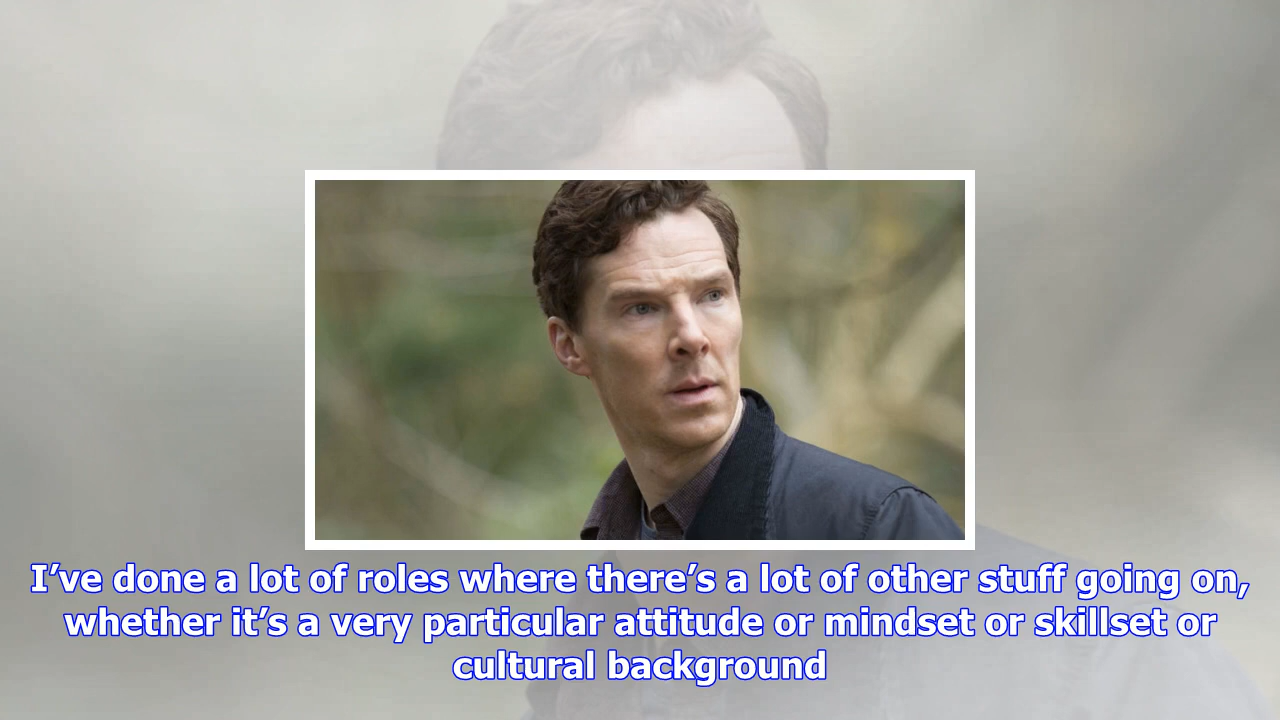 I’ve done a lot of roles where there’s a lot of other stuff going on,
whether it’s a very particular attitude or mindset or skillset or
cultural background